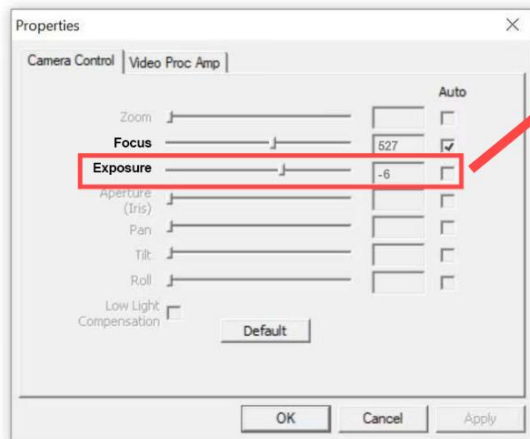 Properties
Camera Control
Video Proc Amp
Auto
Zoom
Focus 527
Exposure -6
Aperture
(Iris)
Pan
Tilt
Roll
Low Light
Compensation
Default
OK Cancel Apply